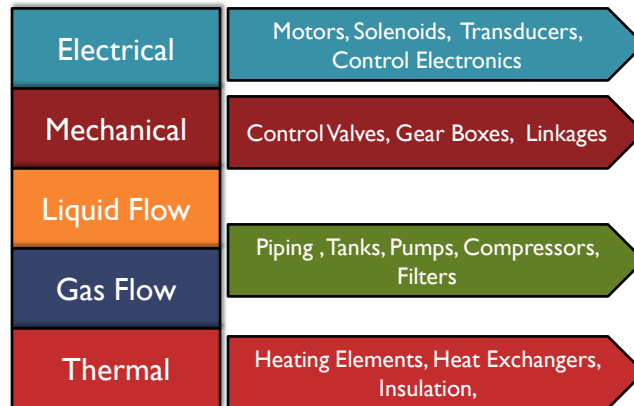 Electrical
Motors, Solenoids, Transducers,
Control Electronics
Mechanical
Control Valves, Gear Boxes, Linkages
Liquid Flow
Gas Flow
Piping , Tanks, Pumps, Compressors,
Filters
Thermal
Heating Elements, Heat Exchangers,
Insulation,